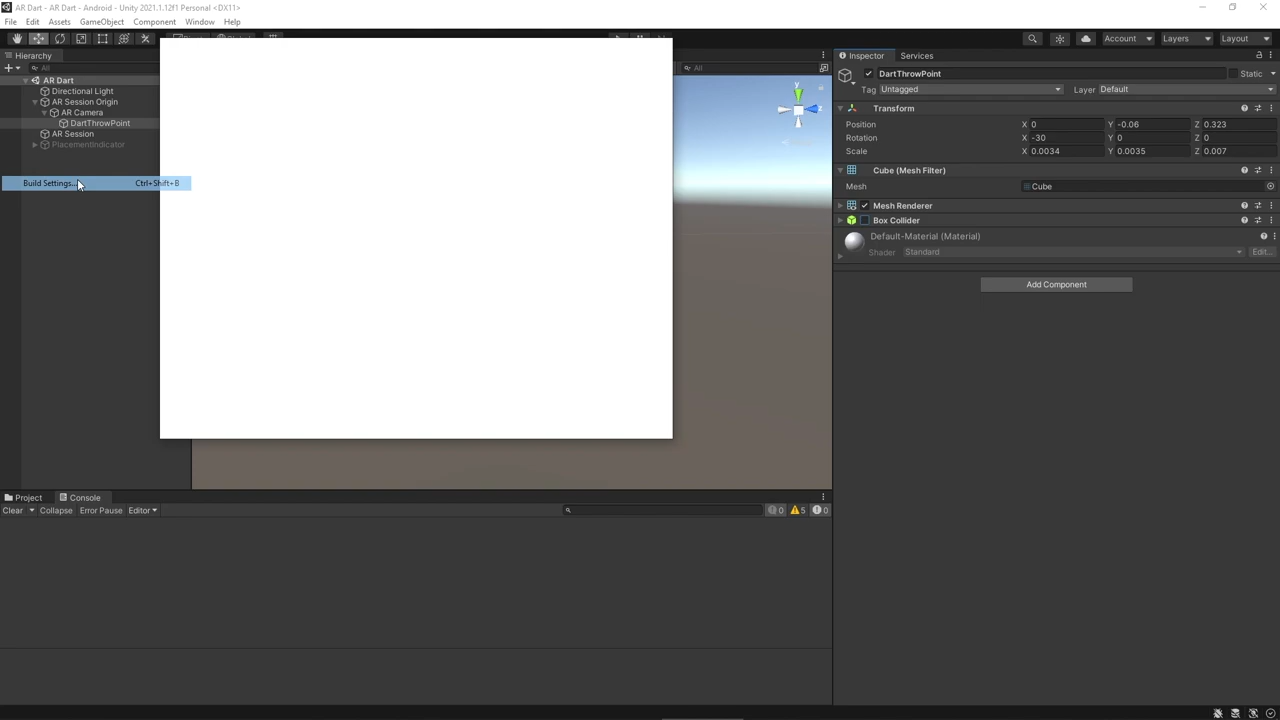 AR Dart - AR Dart - Android - Unity 2021.1.12f1 Personal <DX11>
File Edit Assets GameObject Component Window Help
Account Layers Layout
Hierarchy
All
All
AR Dart
Directional Light
AR Session Origin
AR Camera
DartThrowPoint
AR Session
PlacementIndicator
Build Settings... Ctrl+Shift+B
y
z
Inspector Services
DartThrowPoint Static
Tag Untagged Layer Default
Transform
Position X 0 Y -0.06 Z 0.323
Rotation X -30 Y 0 Z 0
Scale X 0.0034 Y 0.0035 Z 0.007
Cube (Mesh Filter)
Mesh Cube
Mesh Renderer
Box Collider
Default-Material (Material)
Shader Standard Edit...
Add Component
Project Console
Clear Collapse Error Pause Editor
0 5 0